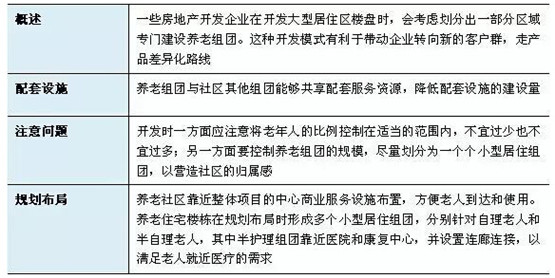 概述
一些房地产开发企业在开发大型居住区楼盘时，会考虑划分出一部分区域
专门建设养老组团。这种开发模式有利于带动企业转向新的客户群，走产
品差异化路线
配套设施
养老组团与社区其他组团能够共享配套服务资源，降低配套设施的建设量
注意问题
开发时一方面应注意将老年人的比例控制在适当的范围内，不宜过少也不
宜过多；另一方面要控制养老组团的规模，尽量划分为一个个小型居住组
团，以营造社区的归属感
规划布局
养老社区靠近整体项目的中心商业服务设施布置，方便老人到达和使用。
养老住宅楼栋在规划布局时形成多个小型居住组团，分别针对自理老人和
半自理老人，其中半护理组团靠近医院和康复中心，并设置连廊连接，以
满足老人就近医疗的需求